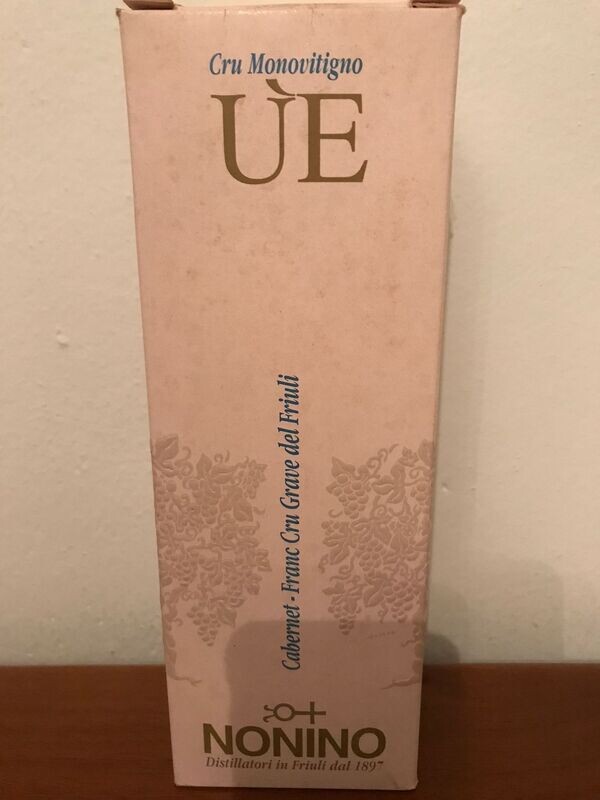 Cru Monovitigno
ÙE
Cabernet - Franc Cru Grave del Friuli
NONINO
Distillatori in Friuli dal 1897